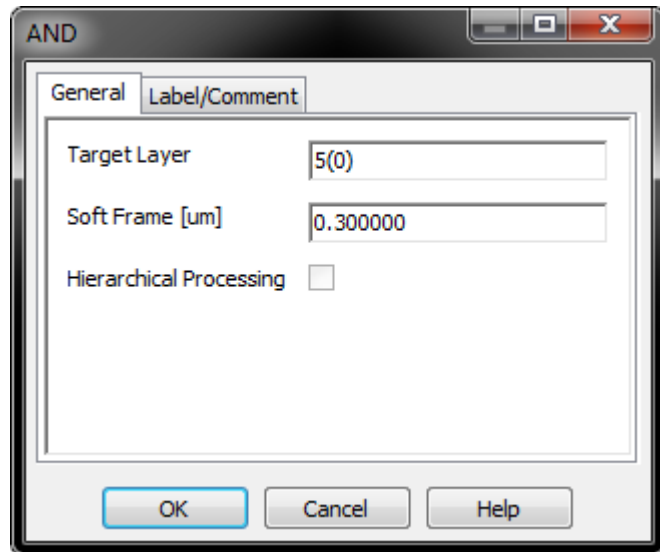 AND
General Label/Comment
Target Layer 5(0)
Soft Frame [um] 0.300000
Hierarchical Processing
OK Cancel Help